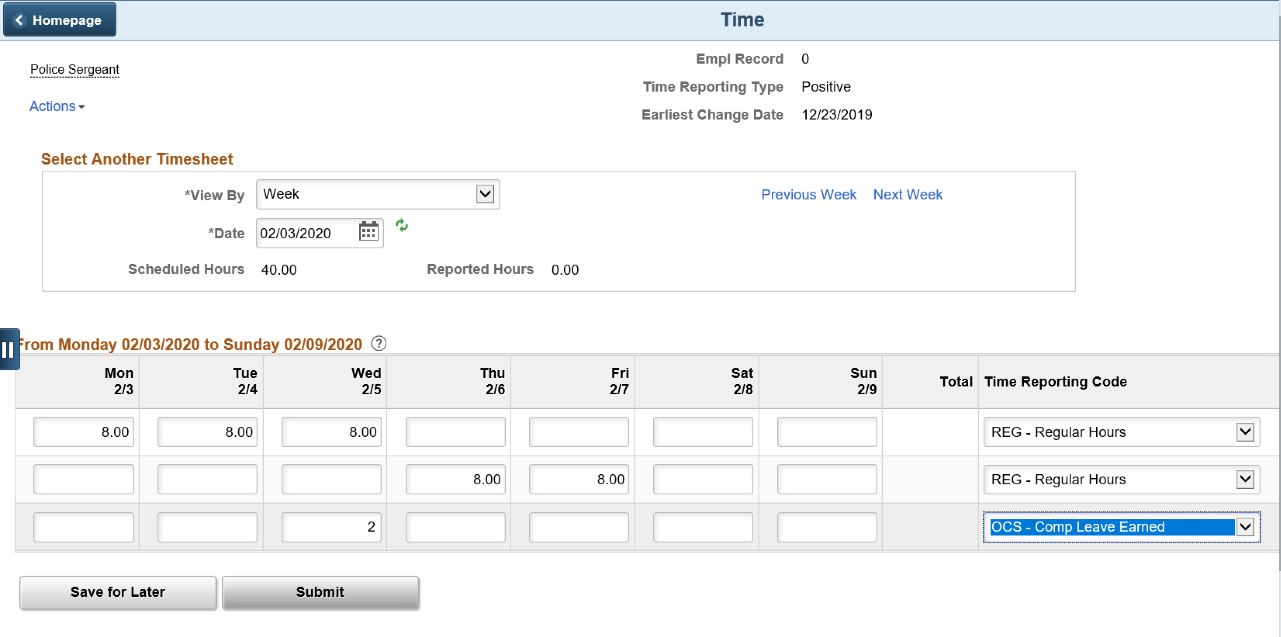 Homepage
Time
Police Sergeant
Actions
Empl Record 0
Time Reporting Type Positive
Earliest Change Date 12/23/2019
Select Another Timesheet
*View By Week
Previous Week Next Week
*Date 02/03/2020
Scheduled Hours 40.00 Reported Hours 0.00
From Monday 02/03/2020 to Sunday 02/09/2020 ?
Mon Tue Wed Thu Fri Sat Sun Total Time Reporting Code
2/3 2/4 2/5 2/6 2/7 2/8 2/9
8.00 8.00 8.00 REG - Regular Hours
8.00 8.00 REG - Regular Hours
2 OCS - Comp Leave Earned
Save for Later Submit